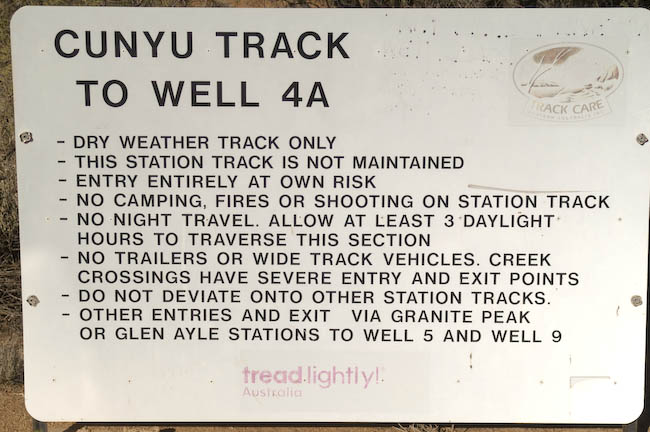 CUNYU TRACK
TO WELL 4A
TRACK CARE
- DRY WEATHER TRACK ONLY
- THIS STATION TRACK IS NOT MAINTAINED
- ENTRY ENTIRELY AT OWN RISK
- NO CAMPING, FIRES OR SHOOTING ON STATION TRACK
- NO NIGHT TRAVEL. ALLOW AT LEAST 3 DAYLIGHT
HOURS TO TRAVERSE THIS SECTION
- NO TRAILERS OR WIDE TRACK VEHICLES. CREEK
CROSSINGS HAVE SEVERE ENTRY AND EXIT POINTS
- DO NOT DEVIATE ONTO OTHER STATION TRACKS.
- OTHER ENTRIES AND EXIT VIA GRANITE PEAK
OR GLEN AYLE STATIONS TO WELL 5 AND WELL 9
tread lightly!
Australia